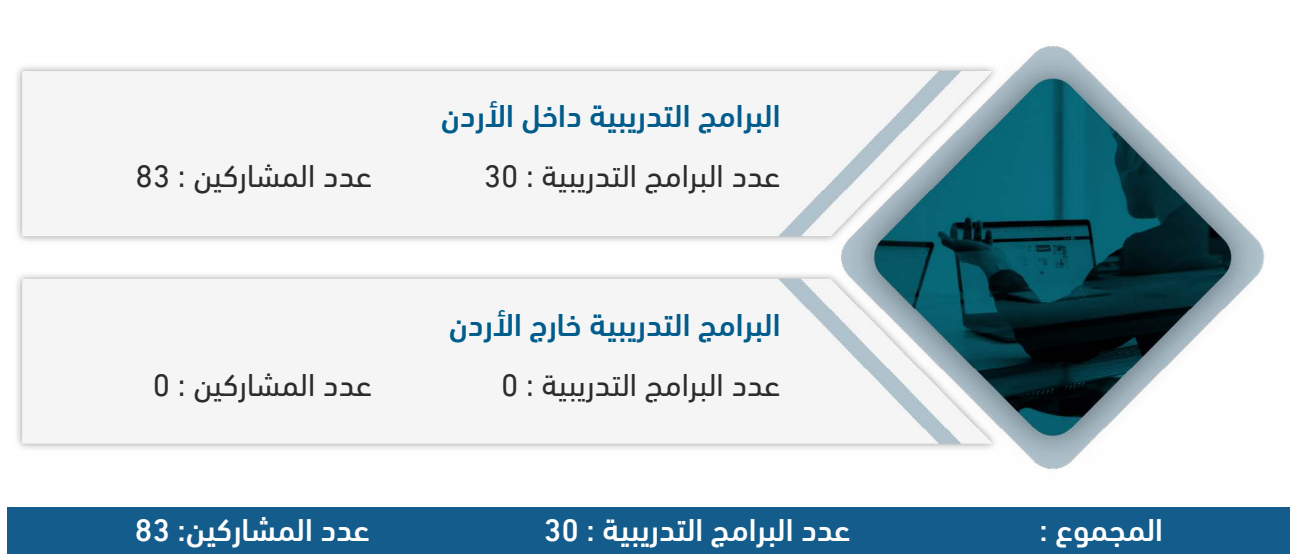 البرامج التدريبية داخل الأردن
عدد البرامج التدريبية : 30 عدد المشاركين : 83
البرامج التدريبية خارج الأردن
عدد البرامج التدريبية : 0 عدد المشاركين : 0
المجموع : عدد البرامج التدريبية : 30 عدد المشاركين: 83